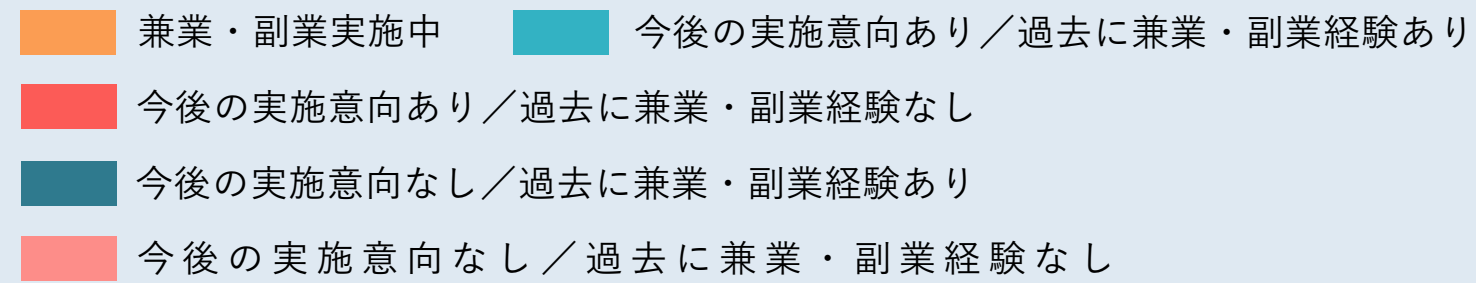 兼業・副業実施中 今後の実施意向あり／過去に兼業・副業経験あり
今後の実施意向あり／過去に兼業・副業経験なし
今後の実施意向なし／過去に兼業・副業経験あり
今後の実施意向なし／過去に兼業・副業経験なし